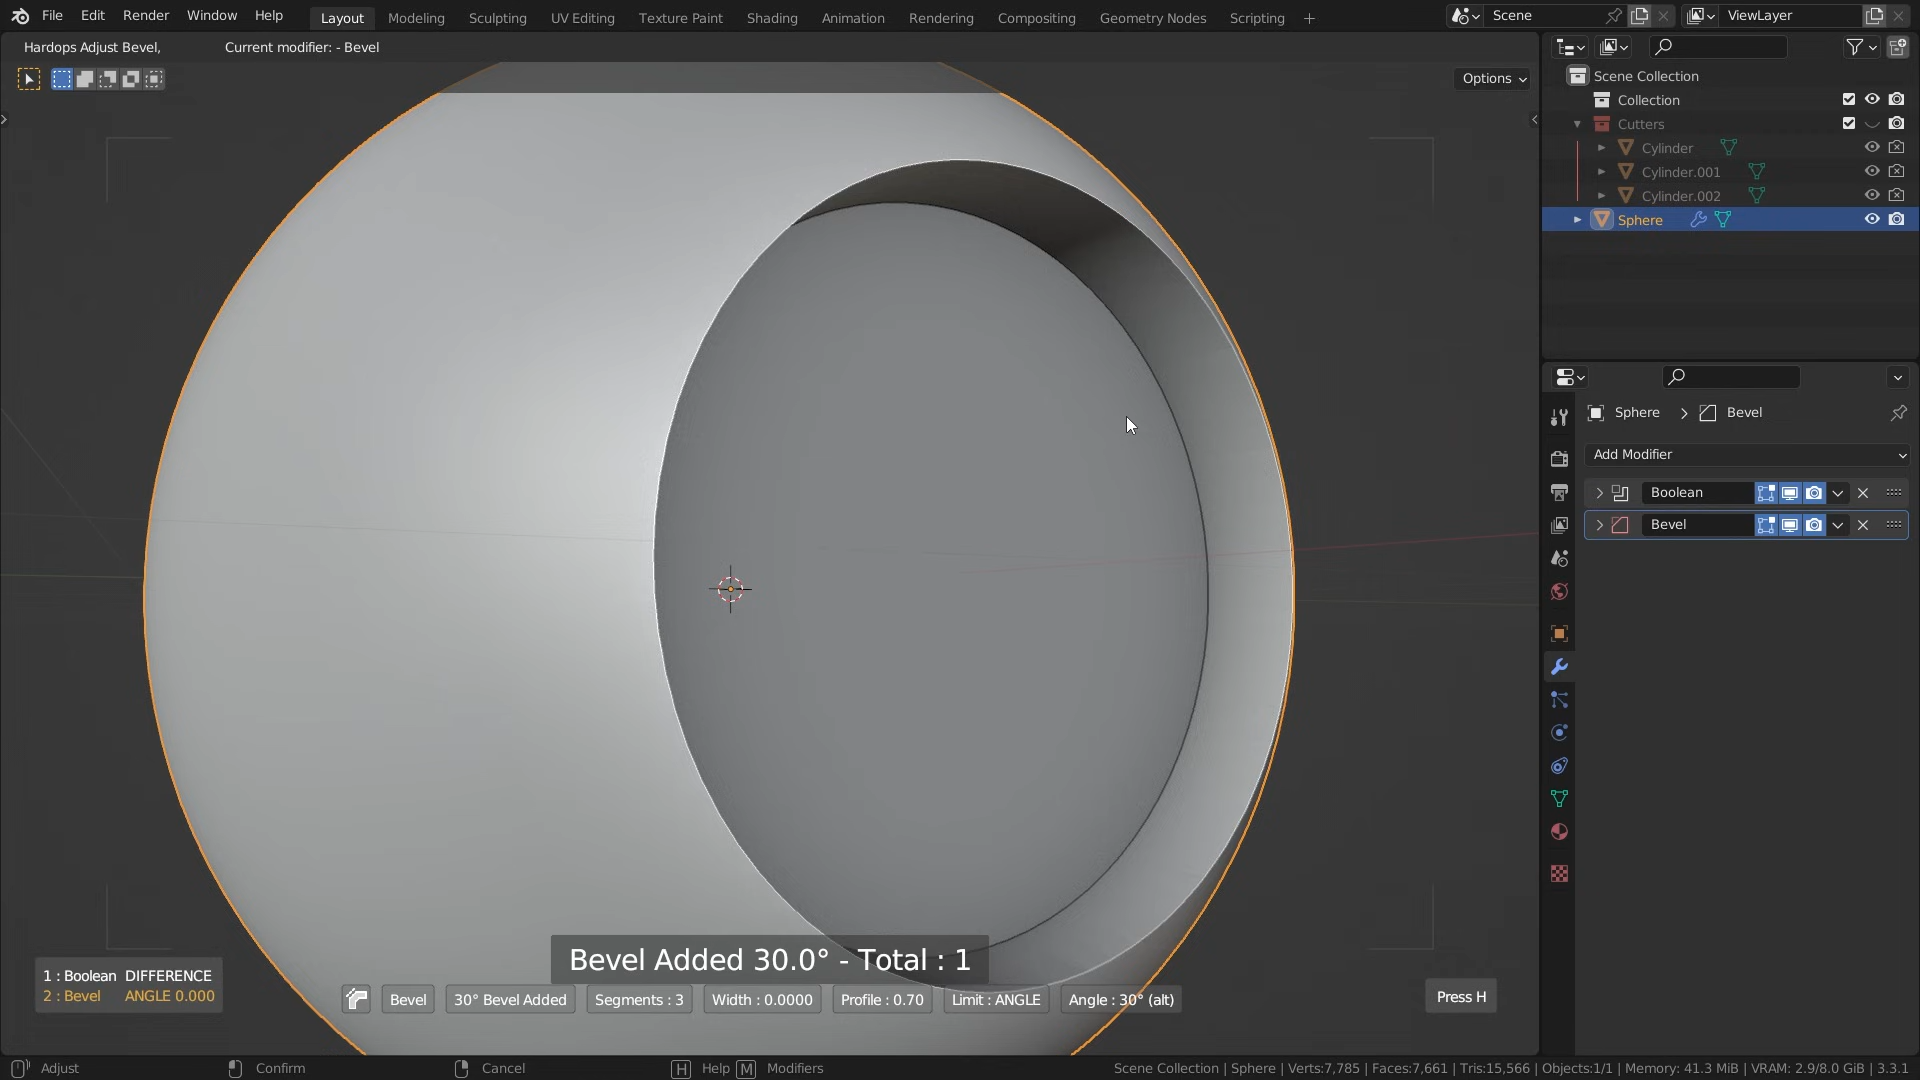 File Edit Render Window Help Layout Modeling Sculpting UV Editing Texture Paint Shading Animation Rendering Compositing Geometry Nodes Scripting + Scene ViewLayer
Hardops Adjust Bevel, Current modifier: - Bevel
Options
Scene Collection
Collection
Cutters
Cylinder
Cylinder.001
Cylinder.002
Sphere
Sphere > Bevel
Add Modifier
Boolean
Bevel
Bevel Added 30.0° - Total : 1
1 : Boolean DIFFERENCE
2 : Bevel ANGLE 0.000
Bevel 30° Bevel Added Segments : 3 Width : 0.0000 Profile : 0.70 Limit : ANGLE Angle : 30° (alt)
Press H
Adjust Confirm Cancel H Help M Modifiers Scene Collection | Sphere | Verts:7,785 | Faces:7,661 | Tris:15,566 | Objects:1/1 | Memory: 41.3 MiB | VRAM: 2.9/8.0 GiB | 3.3.1